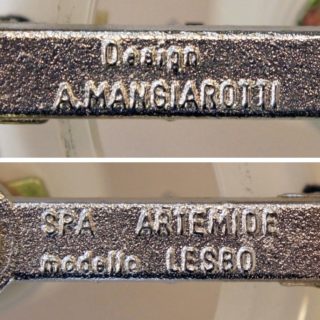 Design
A.MANGIAROTTI
SPA ARTEMIDE
modello LESBO